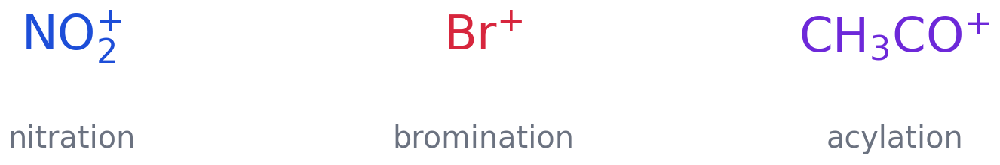 NO₂⁺ Br⁺ CH₃CO⁺
nitration bromination acylation